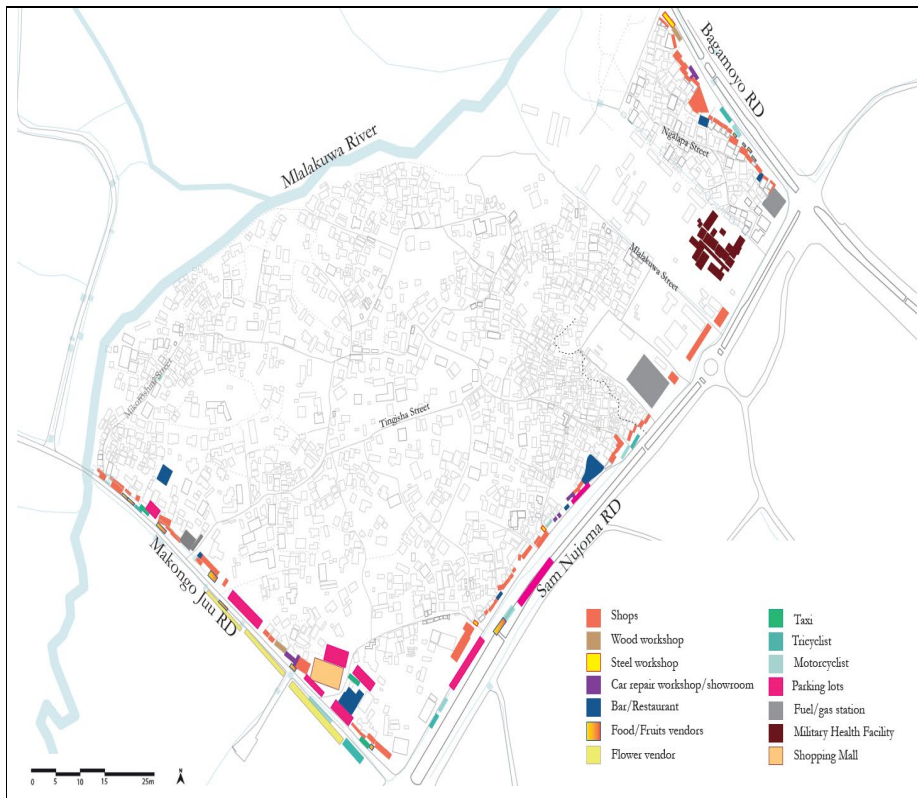 Bagamoyo RD
Ngalapa Street
Mlalakuwa River
Mlalakuwa Street
Tingisha Street
Makongo Juu RD
Sam Nujoma RD
Shops
Wood workshop
Steel workshop
Car repair workshop/showroom
Bar/Restaurant
Food/Fruits vendors
Flower vendor
Taxi
Tricyclist
Motorcyclist
Parking lots
Fuel/gas station
Military Health Facility
Shopping Mall
0 5 10 15 25m
N